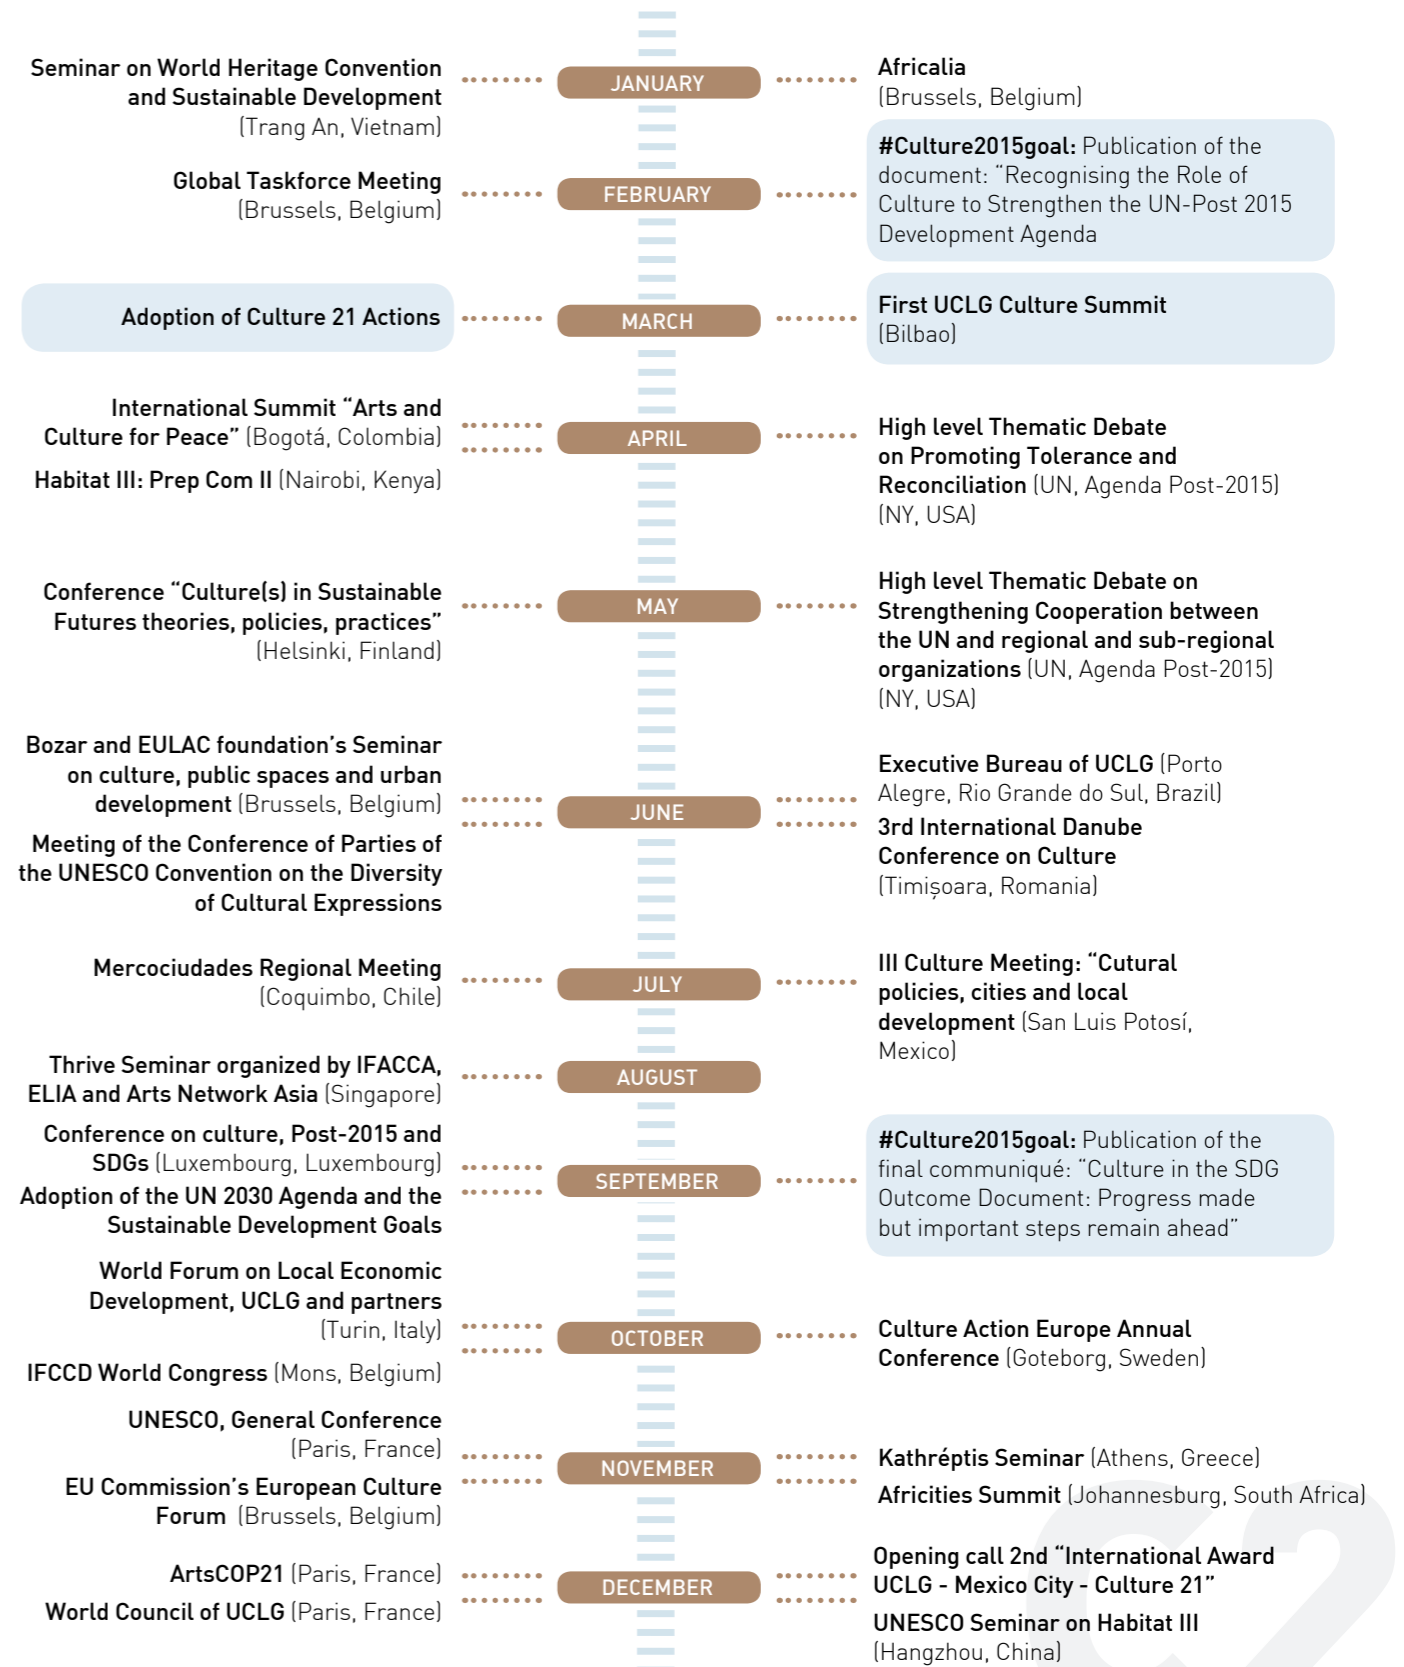 JANUARY
Seminar on World Heritage Convention
and Sustainable Development
(Trang An, Vietnam)
Africalia
(Brussels, Belgium)
FEBRUARY
Global Taskforce Meeting
(Brussels, Belgium)
#Culture2015goal: Publication of the
document: “Recognising the Role of
Culture to Strengthen the UN-Post 2015
Development Agenda
MARCH
Adoption of Culture 21 Actions
First UCLG Culture Summit
(Bilbao)
APRIL
International Summit “Arts and
Culture for Peace” (Bogotá, Colombia)
Habitat III: Prep Com II (Nairobi, Kenya)
High level Thematic Debate
on Promoting Tolerance and
Reconciliation (UN, Agenda Post-2015)
(NY, USA)
MAY
Conference “Culture(s) in Sustainable
Futures theories, policies, practices”
(Helsinki, Finland)
High level Thematic Debate on
Strengthening Cooperation between
the UN and regional and sub-regional
organizations (UN, Agenda Post-2015)
(NY, USA)
JUNE
Bozar and EULAC foundation’s Seminar
on culture, public spaces and urban
development (Brussels, Belgium)
Meeting of the Conference of Parties of
the UNESCO Convention on the Diversity
of Cultural Expressions
Executive Bureau of UCLG (Porto
Alegre, Rio Grande do Sul, Brazil)
3rd International Danube
Conference on Culture
(Timișoara, Romania)
JULY
Mercociudades Regional Meeting
(Coquimbo, Chile)
III Culture Meeting: “Cutural
policies, cities and local
development (San Luis Potosí,
Mexico)
AUGUST
Thrive Seminar organized by IFACCA,
ELIA and Arts Network Asia (Singapore)
SEPTEMBER
Conference on culture, Post-2015 and
SDGs (Luxembourg, Luxembourg)
Adoption of the UN 2030 Agenda and the
Sustainable Development Goals
#Culture2015goal: Publication of the
final communiqué: “Culture in the SDG
Outcome Document: Progress made
but important steps remain ahead”
OCTOBER
World Forum on Local Economic
Development, UCLG and partners
(Turin, Italy)
IFCCD World Congress (Mons, Belgium)
Culture Action Europe Annual
Conference (Goteborg, Sweden)
NOVEMBER
UNESCO, General Conference
(Paris, France)
EU Commission’s European Culture
Forum (Brussels, Belgium)
Kathréptis Seminar (Athens, Greece)
Africities Summit (Johannesburg, South Africa)
DECEMBER
ArtsCOP21 (Paris, France)
World Council of UCLG (Paris, France)
Opening call 2nd “International Award
UCLG - Mexico City - Culture 21”
UNESCO Seminar on Habitat III
(Hangzhou, China)